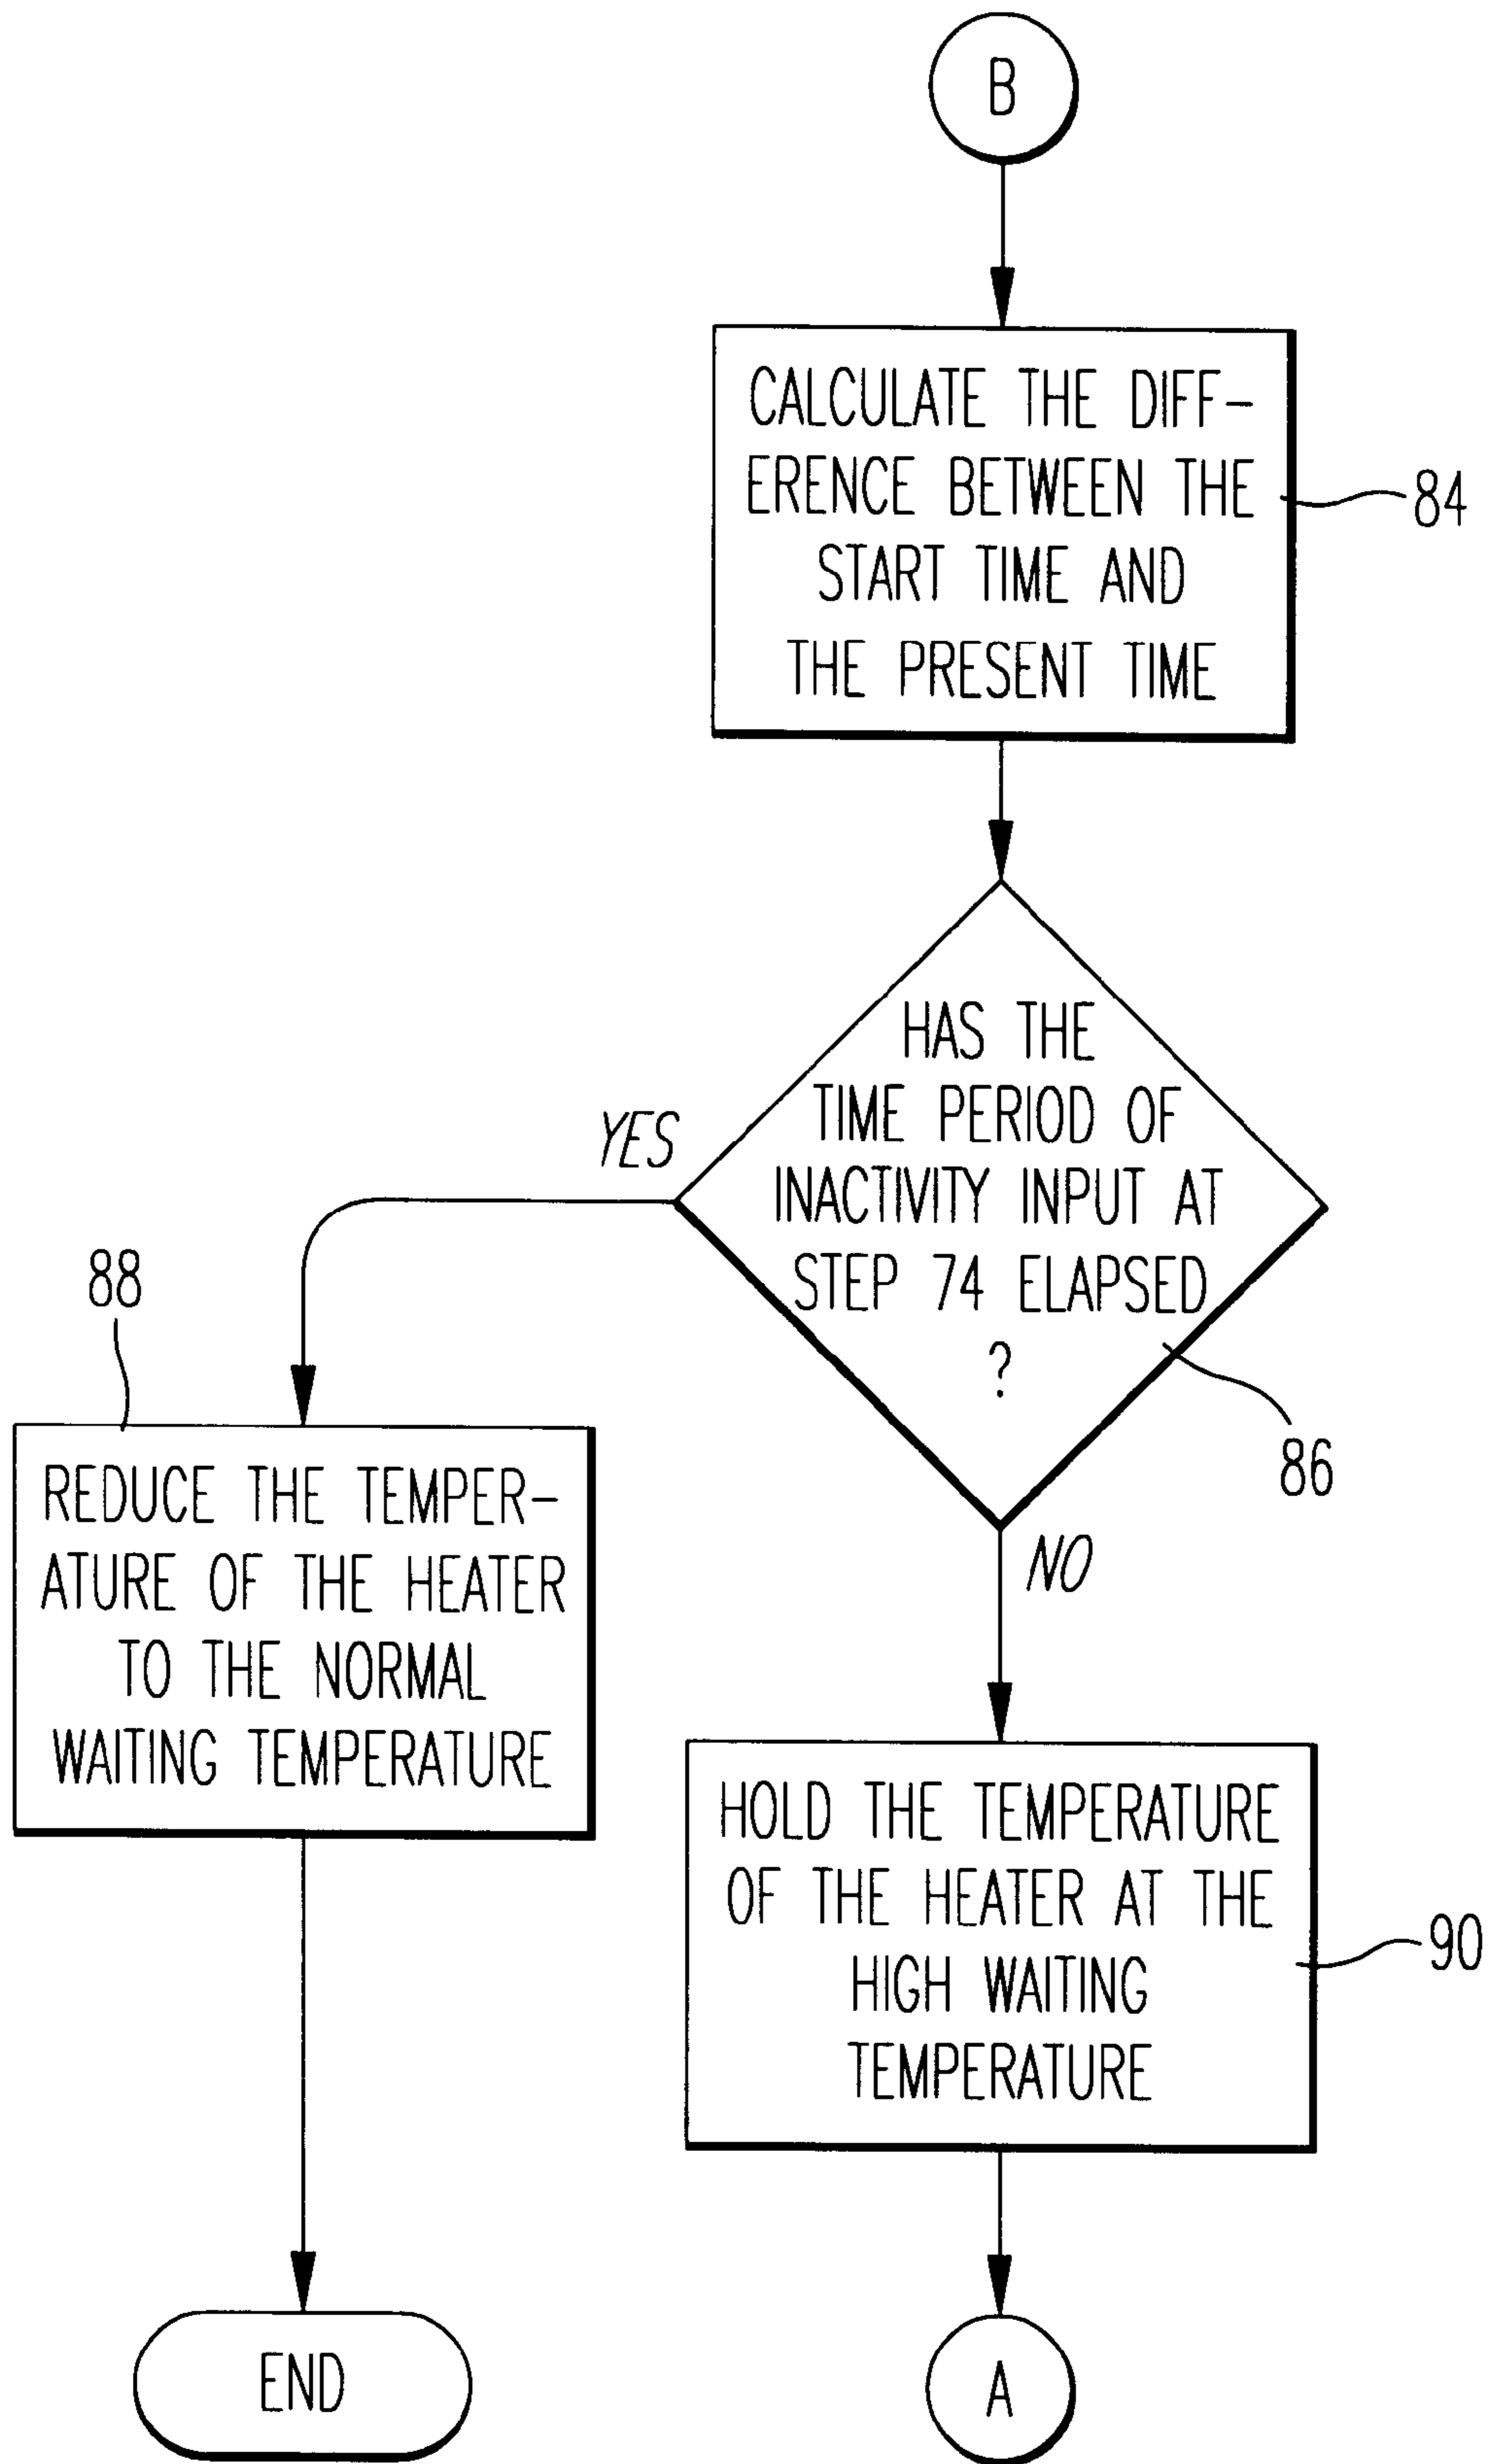 B
CALCULATE THE DIFF-
ERENCE BETWEEN THE
START TIME AND
THE PRESENT TIME
84
HAS THE
TIME PERIOD OF
INACTIVITY INPUT AT
STEP 74 ELAPSED
?
YES
86
88
NO
REDUCE THE TEMPER-
ATURE OF THE HEATER
TO THE NORMAL
WAITING TEMPERATURE
HOLD THE TEMPERATURE
OF THE HEATER AT THE
HIGH WAITING
TEMPERATURE
90
END
A